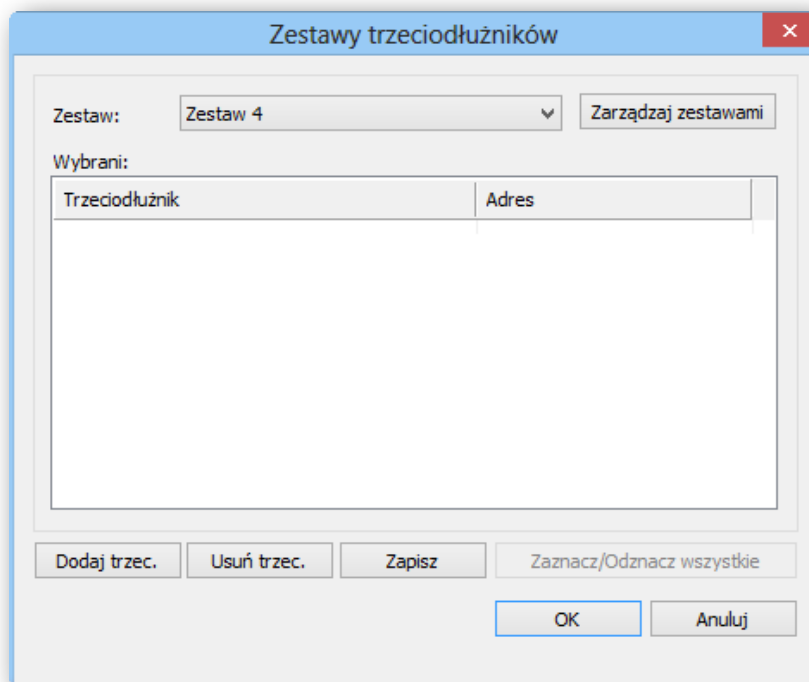 Zestawy trzeciodłużników
Zestaw: Zestaw 4 Zarządzaj zestawami
Wybrani:
Trzeciodłużnik Adres
Dodaj trzec. Usuń trzec. Zapisz Zaznacz/Odznacz wszystkie
OK Anuluj